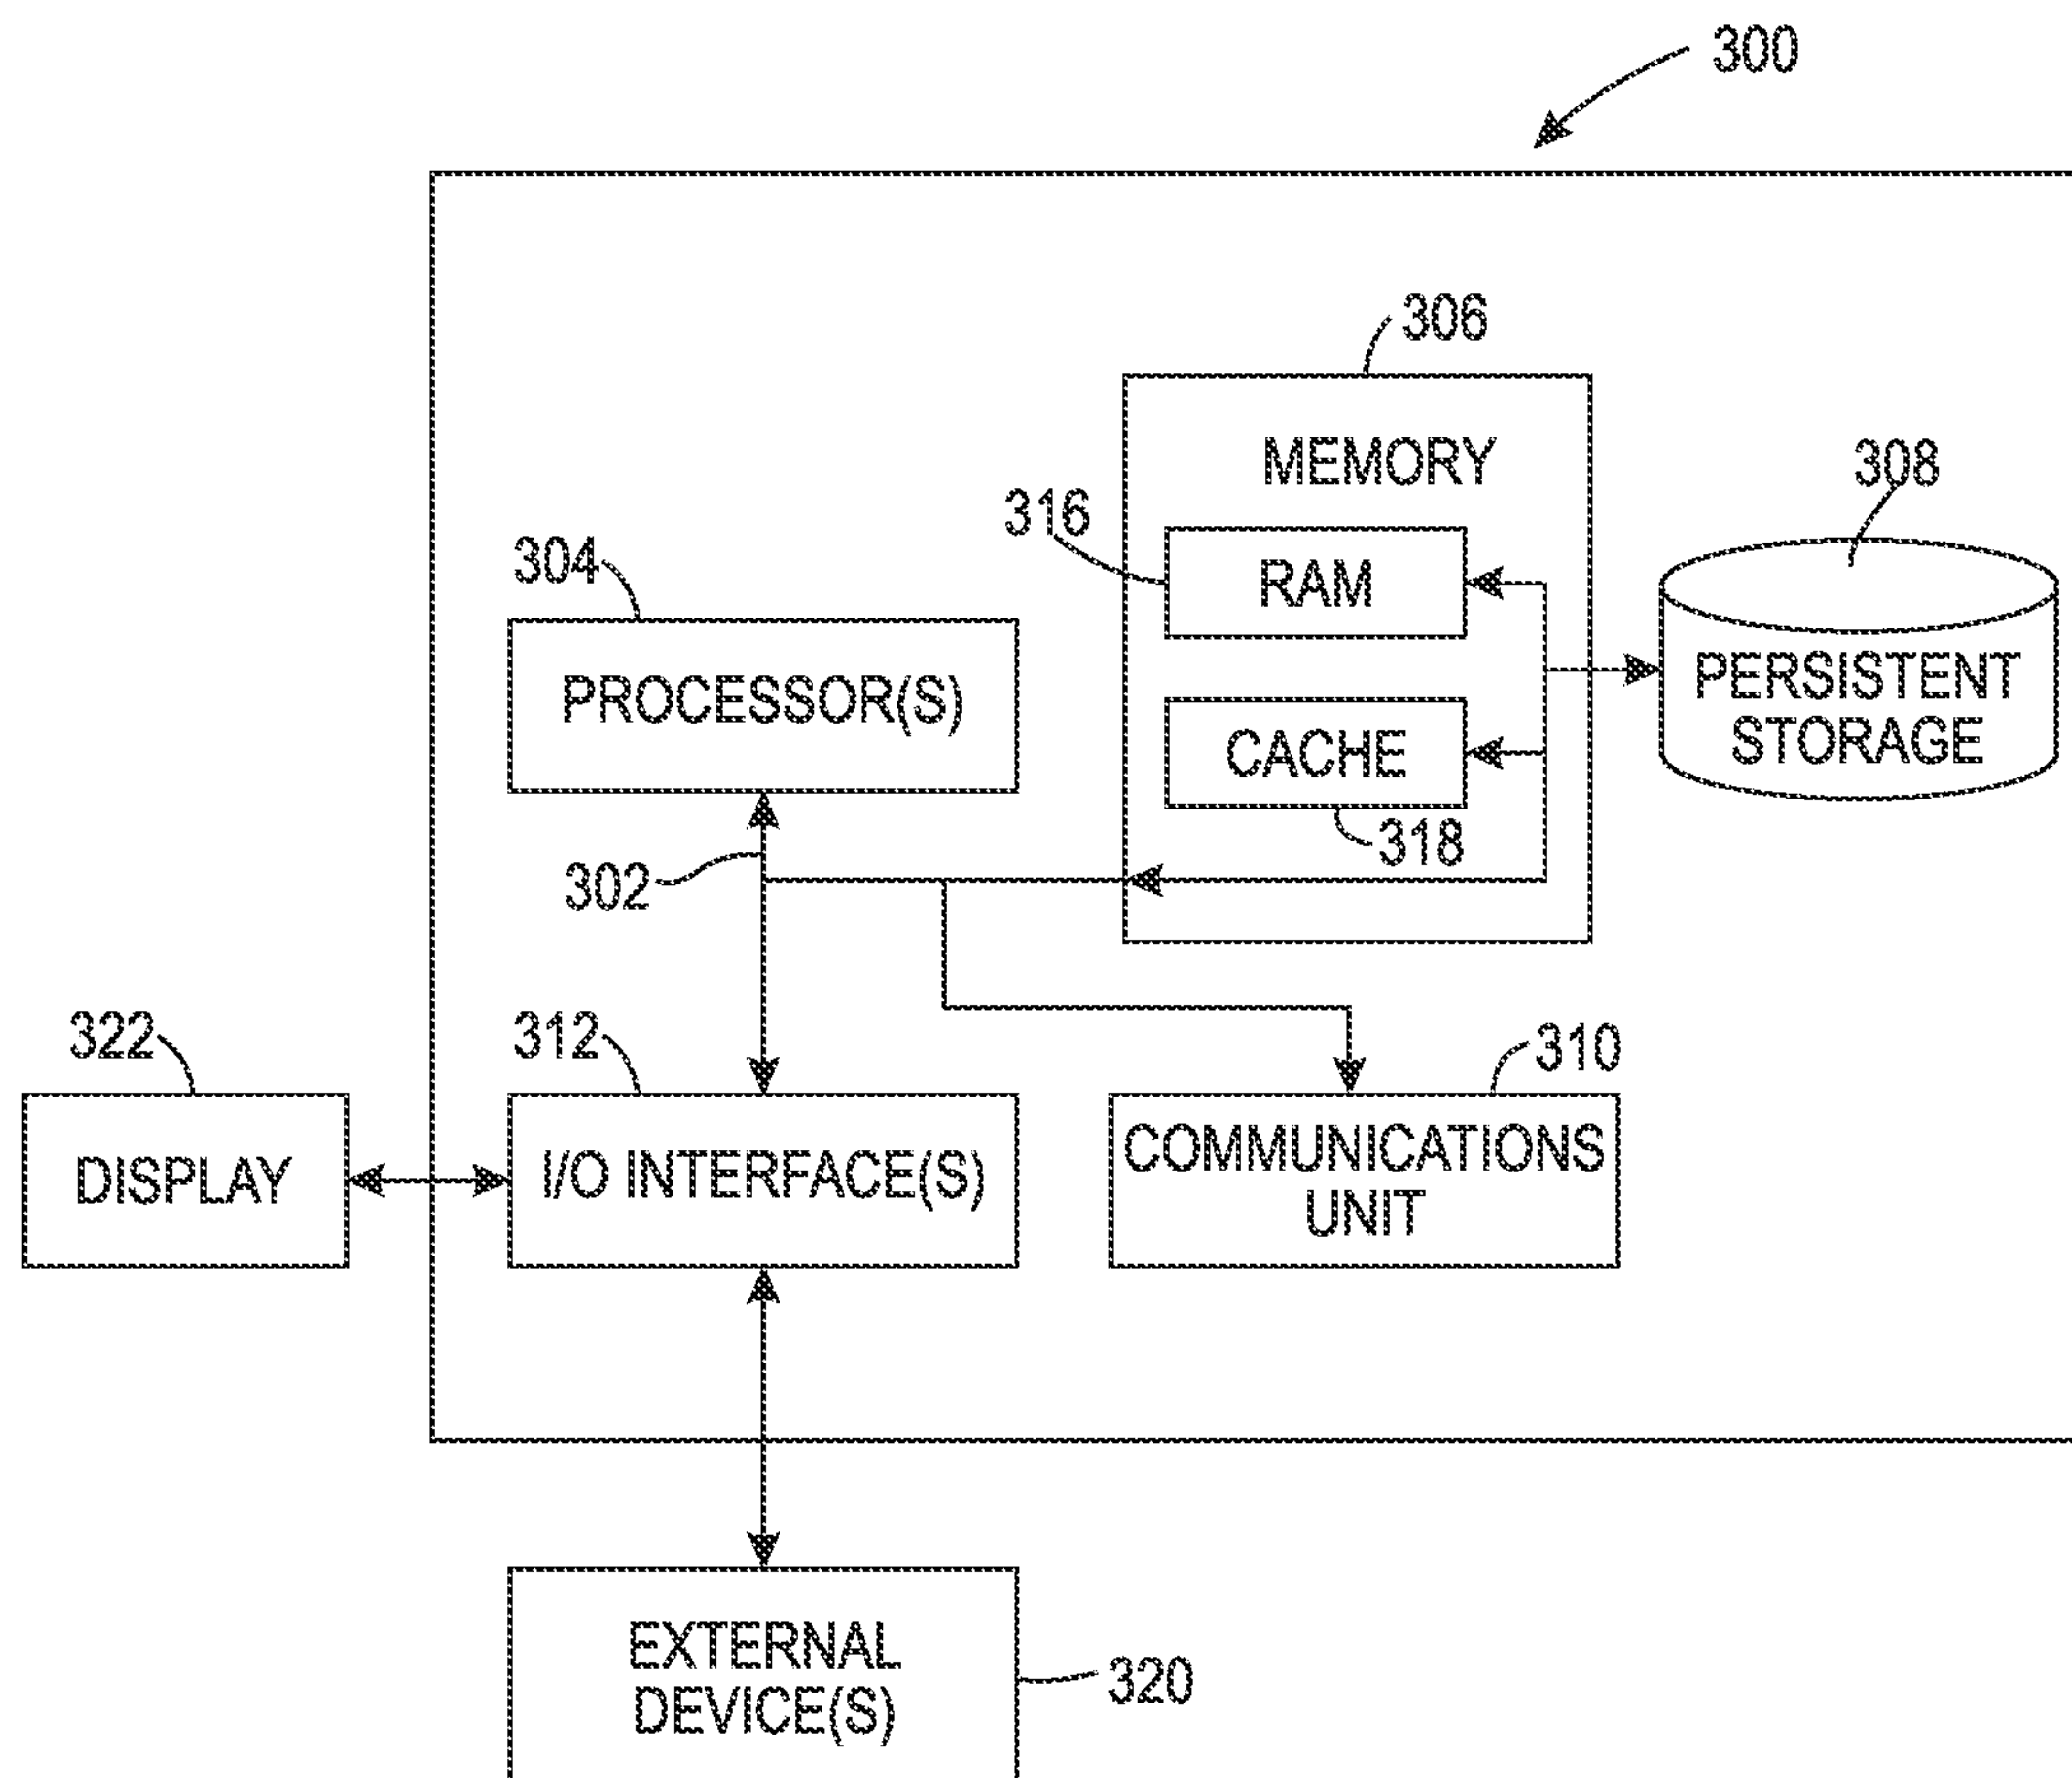 300
306
MEMORY
308
316
RAM
304
PERSISTENT
STORAGE
PROCESSOR(S)
CACHE
318
302
322
312
310
DISPLAY
I/O INTERFACE(S)
COMMUNICATIONS
UNIT
EXTERNAL
DEVICE(S)
320